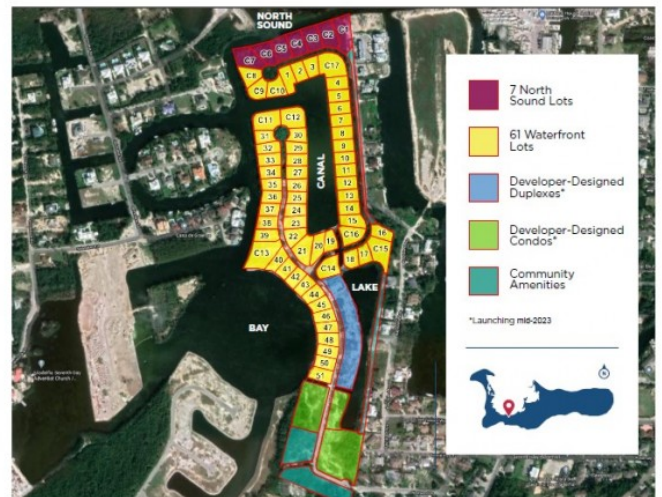 NORTH
SOUND
C8
C9
C10
1
2
3
C17
4
5
6
7
8
9
10
11
12
13
14
15
C11
C12
31
30
32
29
33
28
34
27
35
26
36
25
37
24
38
23
39
22
CANAL
C13
21
20
19
C16
16
C15
17
18
C14
40
41
42
43
44
45
46
47
48
49
50
51
LAKE
BAY
7 North
Sound Lots
61 Waterfront
Lots
Developer-Designed
Duplexes*
Developer-Designed
Condos*
Community
Amenities
*Launching mid-2023
N